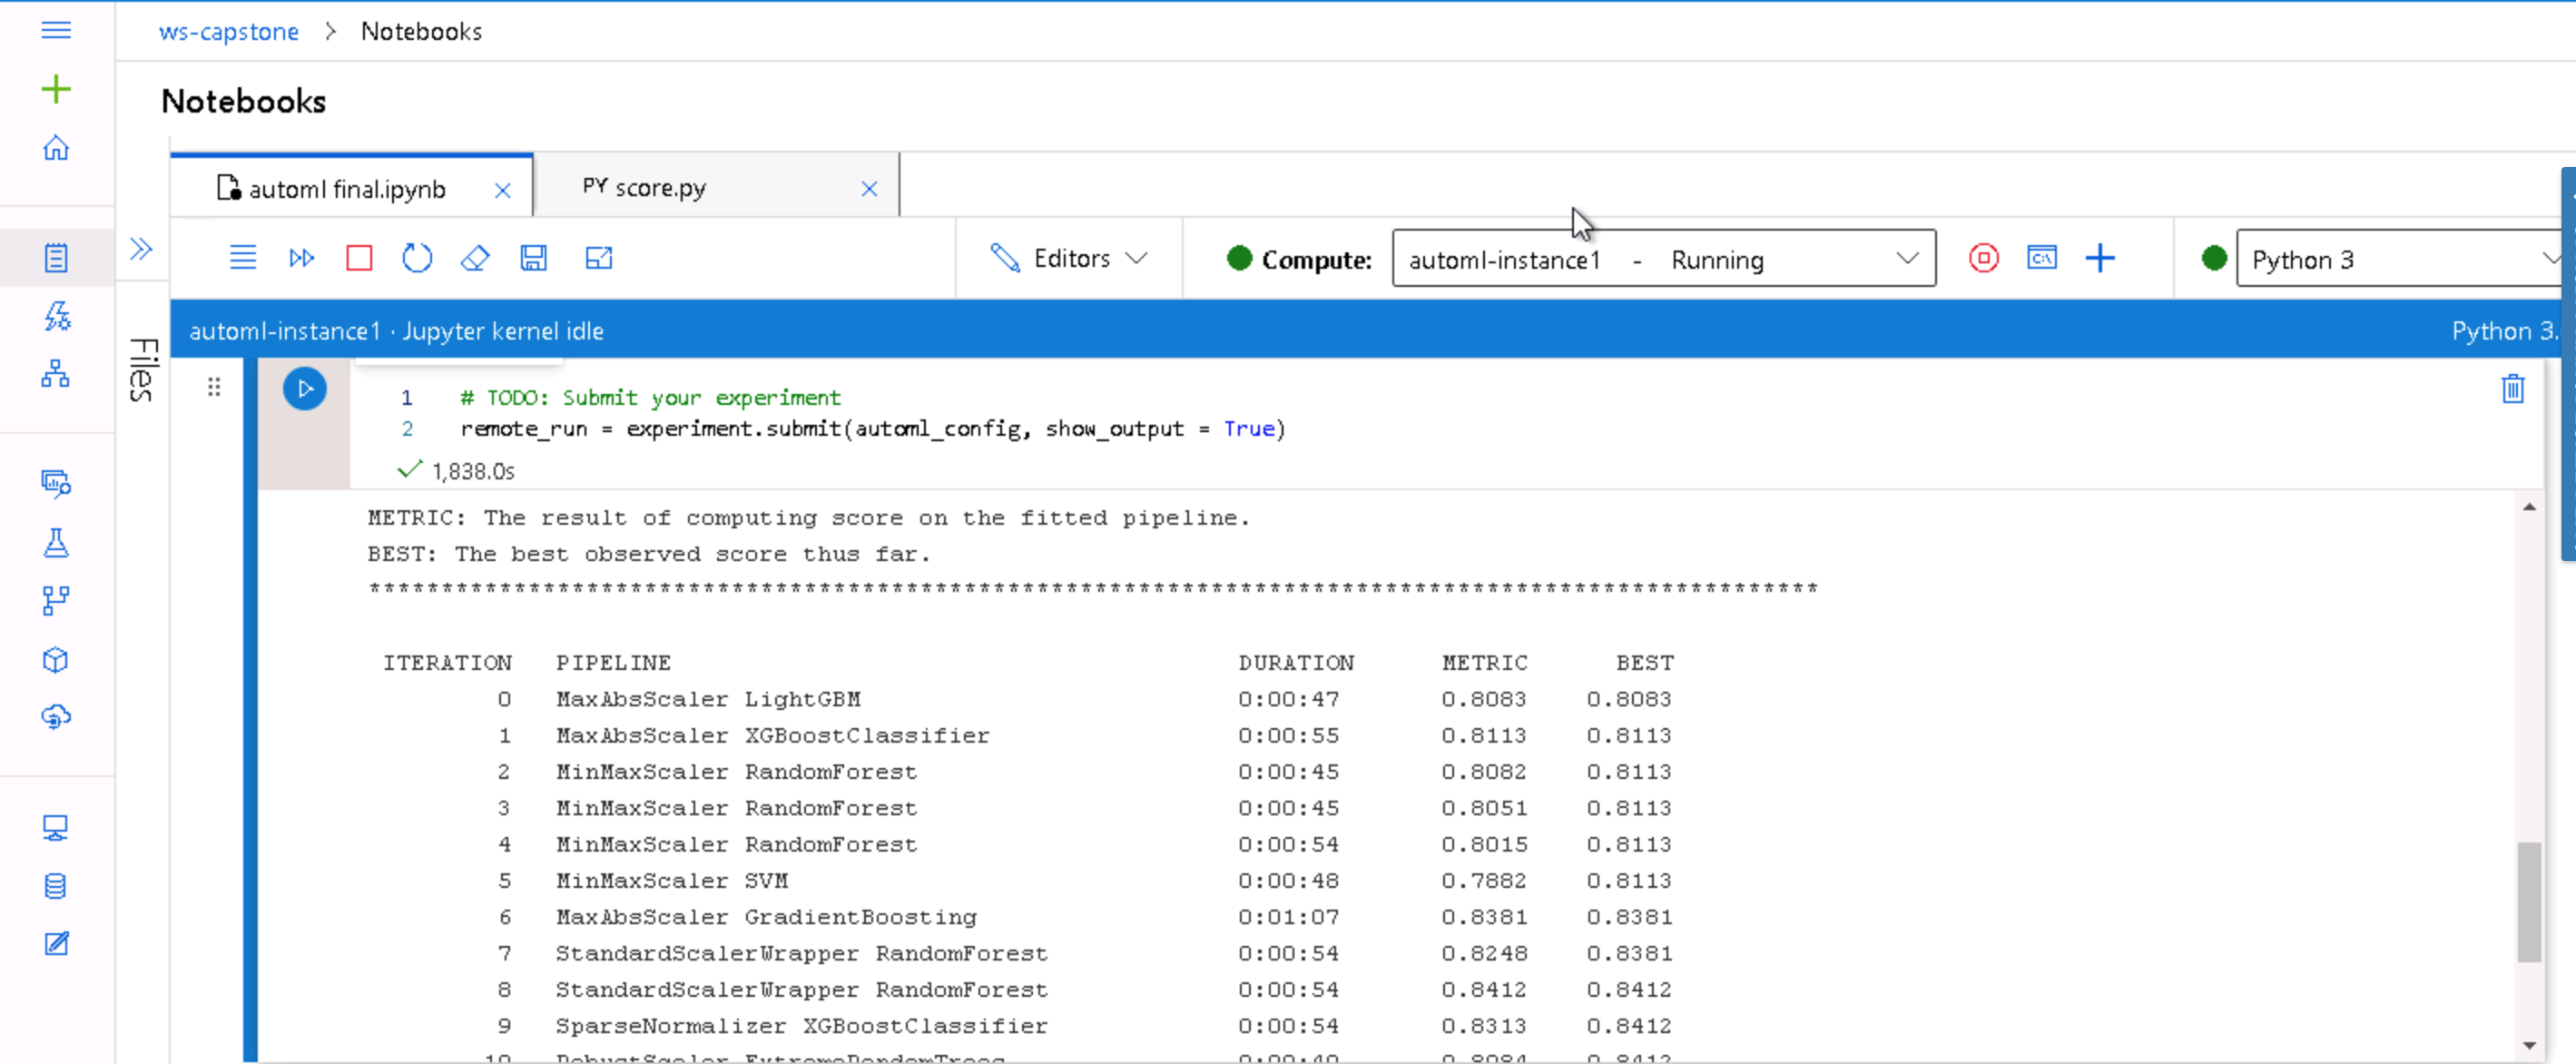 ws-capstone > Notebooks
Notebooks
automl final.ipynb
PY score.py
Editors
Compute: automl-instance1 - Running
Python 3
automl-instance1 · Jupyter kernel idle
Python 3.
Files
1 # TODO: Submit your experiment
2 remote_run = experiment.submit(automl_config, show_output = True)
1,838.0s
METRIC: The result of computing score on the fitted pipeline.
BEST: The best observed score thus far.
****************************************************************************************************
ITERATION PIPELINE DURATION METRIC BEST
0 MaxAbsScaler LightGBM 0:00:47 0.8083 0.8083
1 MaxAbsScaler XGBoostClassifier 0:00:55 0.8113 0.8113
2 MinMaxScaler RandomForest 0:00:45 0.8082 0.8113
3 MinMaxScaler RandomForest 0:00:45 0.8051 0.8113
4 MinMaxScaler RandomForest 0:00:54 0.8015 0.8113
5 MinMaxScaler SVM 0:00:48 0.7882 0.8113
6 MaxAbsScaler GradientBoosting 0:01:07 0.8381 0.8381
7 StandardScalerWrapper RandomForest 0:00:54 0.8248 0.8381
8 StandardScalerWrapper RandomForest 0:00:54 0.8412 0.8412
9 SparseNormalizer XGBoostClassifier 0:00:54 0.8313 0.8412
10 RobustScaler ExtremeRandomTrees